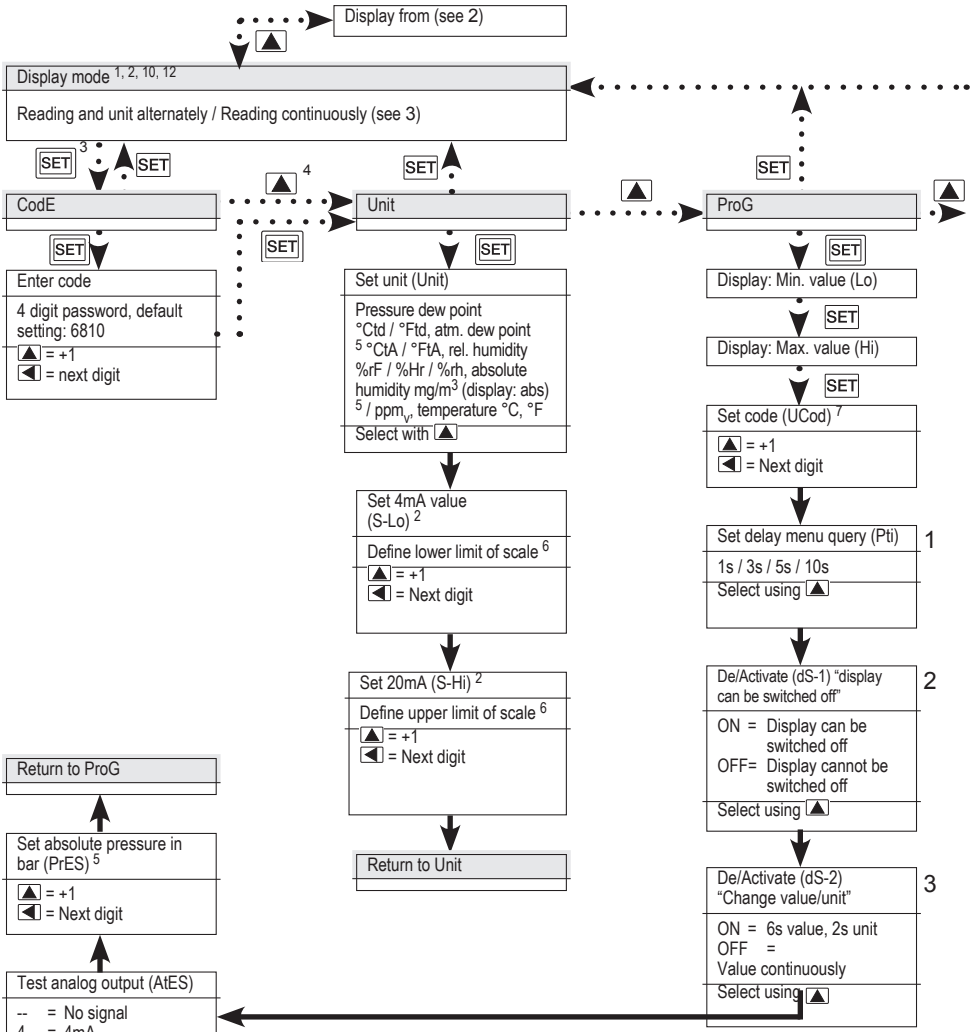 Display from (see 2)
▲
Display mode 1, 2, 10, 12
Reading and unit alternately / Reading continuously (see 3)
SET 3
SET
▲ 4
SET
▲
SET
▲
CodE
SET
Enter code
4 digit password, default
setting: 6810
▲ = +1
◄ = next digit
SET
Unit
SET
Set unit (Unit)
Pressure dew point
°Ctd / °Ftd, atm. dew point
5 °CtA / °FtA, rel. humidity
%rF / %Hr / %rh, absolute
humidity mg/m3 (display: abs)
5 / ppmv, temperature °C, °F
Select with ▲
Set 4mA value
(S-Lo) 2
Define lower limit of scale 6
▲ = +1
◄ = Next digit
Set 20mA (S-Hi) 2
Define upper limit of scale 6
▲ = +1
◄ = Next digit
Return to Unit
ProG
SET
Display: Min. value (Lo)
SET
Display: Max. value (Hi)
SET
Set code (UCod) 7
▲ = +1
◄ = Next digit
Set delay menu query (Pti) 1
1s / 3s / 5s / 10s
Select using ▲
De/Activate (dS-1) “display 2
can be switched off”
ON = Display can be
switched off
OFF= Display cannot be
switched off
Select using ▲
De/Activate (dS-2) 3
“Change value/unit”
ON = 6s value, 2s unit
OFF =
Value continuously
Select using ▲
Return to ProG
Set absolute pressure in
bar (PrES) 5
▲ = +1
◄ = Next digit
Test analog output (AtES)
-- = No signal
4 = 4mA